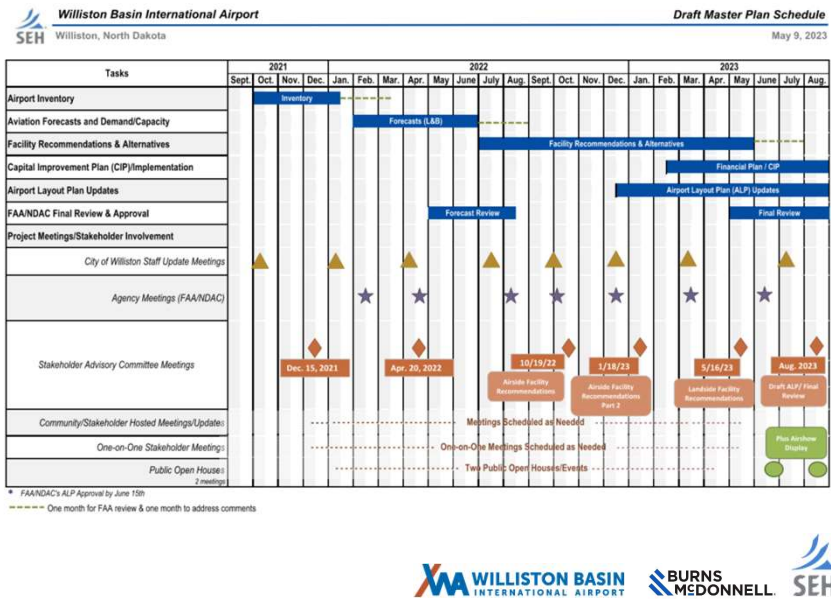 Williston Basin International Airport
Draft Master Plan Schedule
SEH
Williston, North Dakota
May 9, 2023
Tasks
2021
2022
2023
Sept. Oct. Nov. Dec. Jan. Feb. Mar. Apr. May June July Aug. Sept. Oct. Nov. Dec. Jan. Feb. Mar. Apr. May June July Aug.
Airport Inventory
Inventory
Aviation Forecasts and Demand/Capacity
Forecasts (L&B)
Facility Recommendations & Alternatives
Facility Recommendations & Alternatives
Capital Improvement Plan (CIP)/Implementation
Financial Plan / CIP
Airport Layout Plan Updates
Airport Layout Plan (ALP) Updates
FAA/NDAC Final Review & Approval
Forecast Review
Final Review
Project Meetings/Stakeholder Involvement
City of Williston Staff Update Meetings
Agency Meetings (FAA/NDAC)
Stakeholder Advisory Committee Meetings
Dec. 15, 2021
Apr. 20, 2022
10/19/22
Airside Facility
Recommendations
1/18/23
Airside Facility
Recommendations
Part 2
5/16/23
Landside Facility
Recommendations
Aug. 2023
Draft ALP/ Final
Review
Community/Stakeholder Hosted Meetings/Updates
Meetings Scheduled as Needed
One-on-One Stakeholder Meetings
One-on-One Meetings Scheduled as Needed
Plus Airshow
Display
Public Open Houses
2 meetings
Two Public Open Houses/Events
* FAA/NDAC's ALP Approval by June 15th
One month for FAA review & one month to address comments
XWA WILLISTON BASIN
INTERNATIONAL AIRPORT
BURNS
MCDONNELL
SEH